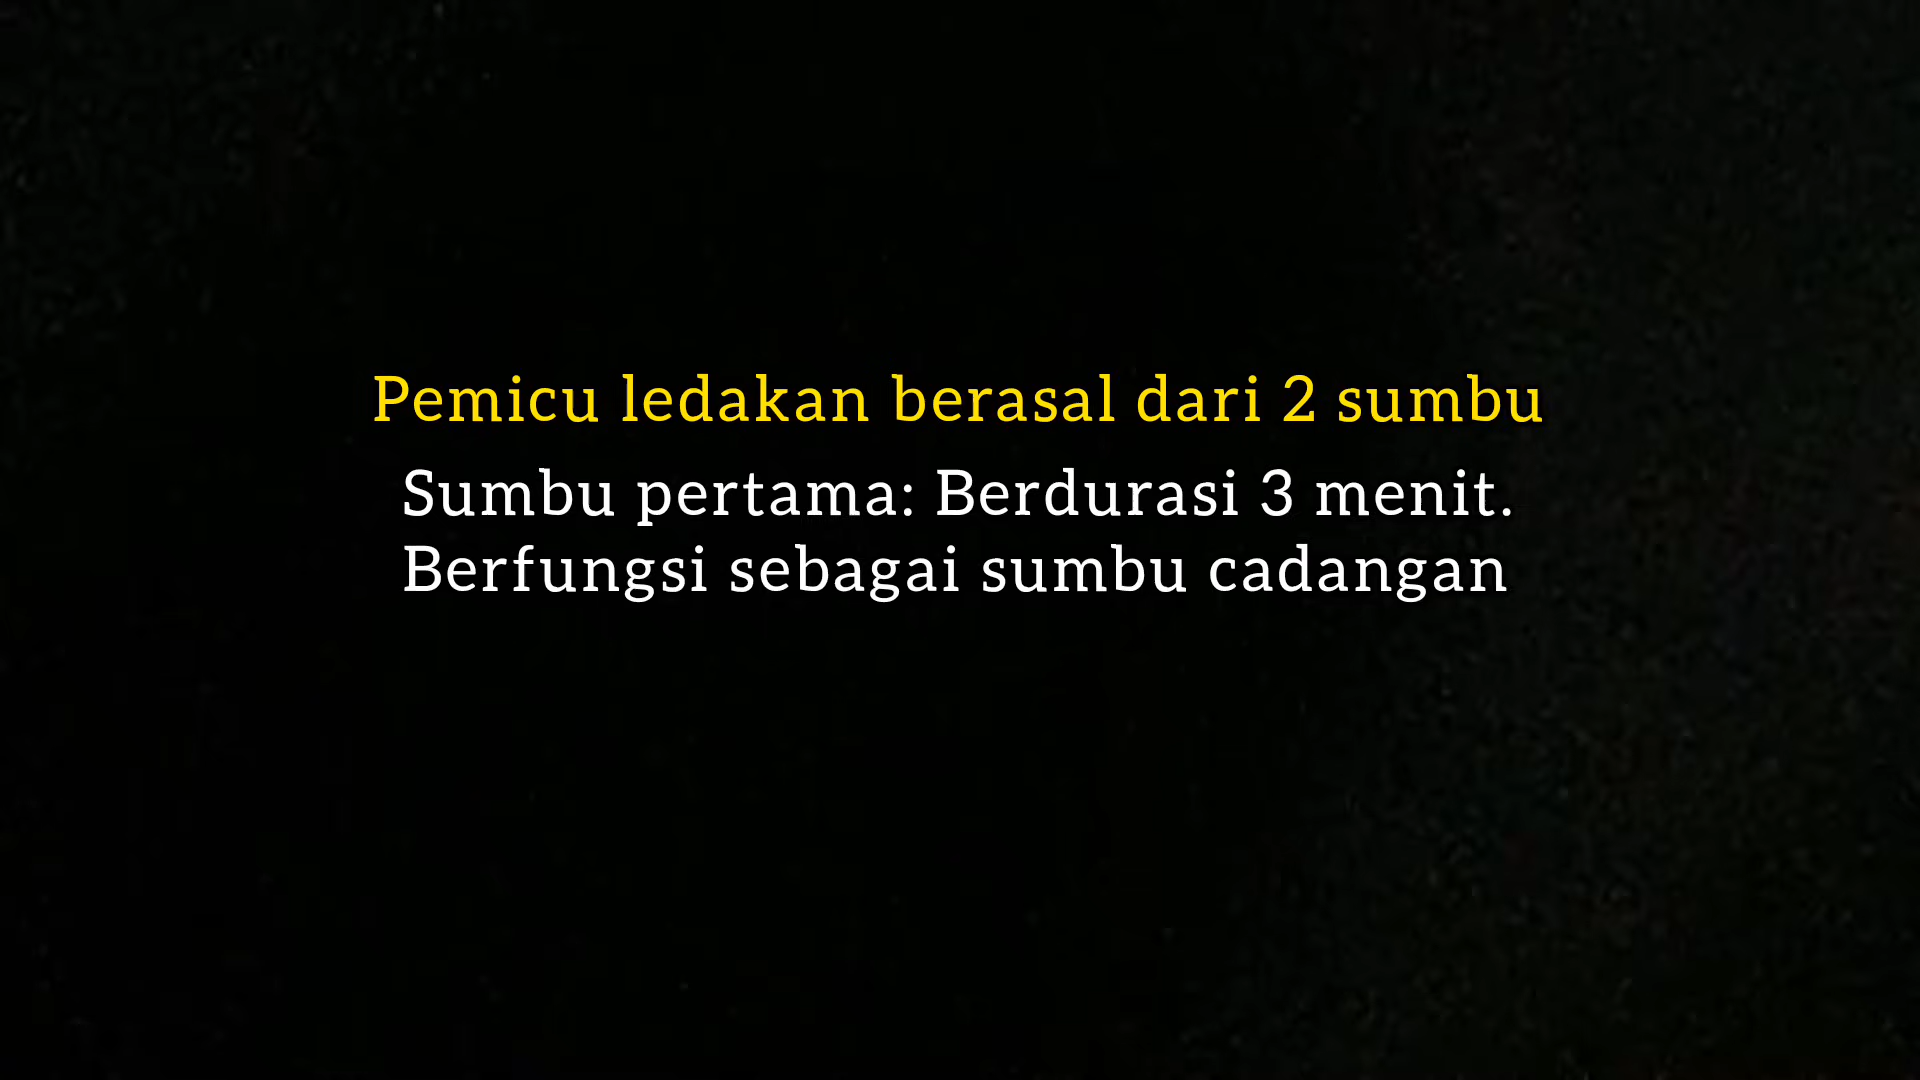 Pemicu ledakan berasal dari 2 sumbu
Sumbu pertama: Berdurasi 3 menit.
Berfungsi sebagai sumbu cadangan